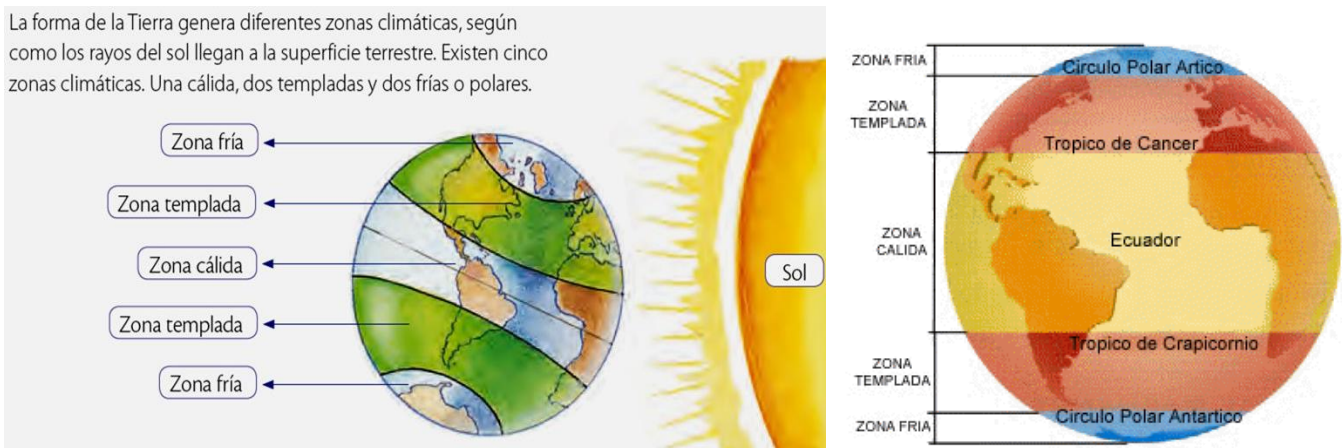 La forma de la Tierra genera diferentes zonas climáticas, según
como los rayos del sol llegan a la superficie terrestre. Existen cinco
zonas climáticas. Una cálida, dos templadas y dos frías o polares.
Zona fría
Zona templada
Zona cálida
Zona templada
Zona fría
Sol
ZONA FRIA
Circulo Polar Artico
ZONA
TEMPLADA
Tropico de Cancer
ZONA
CALIDA
Ecuador
Tropico de Crapicornio
ZONA
TEMPLADA
Circulo Polar Antartico
ZONA FRIA